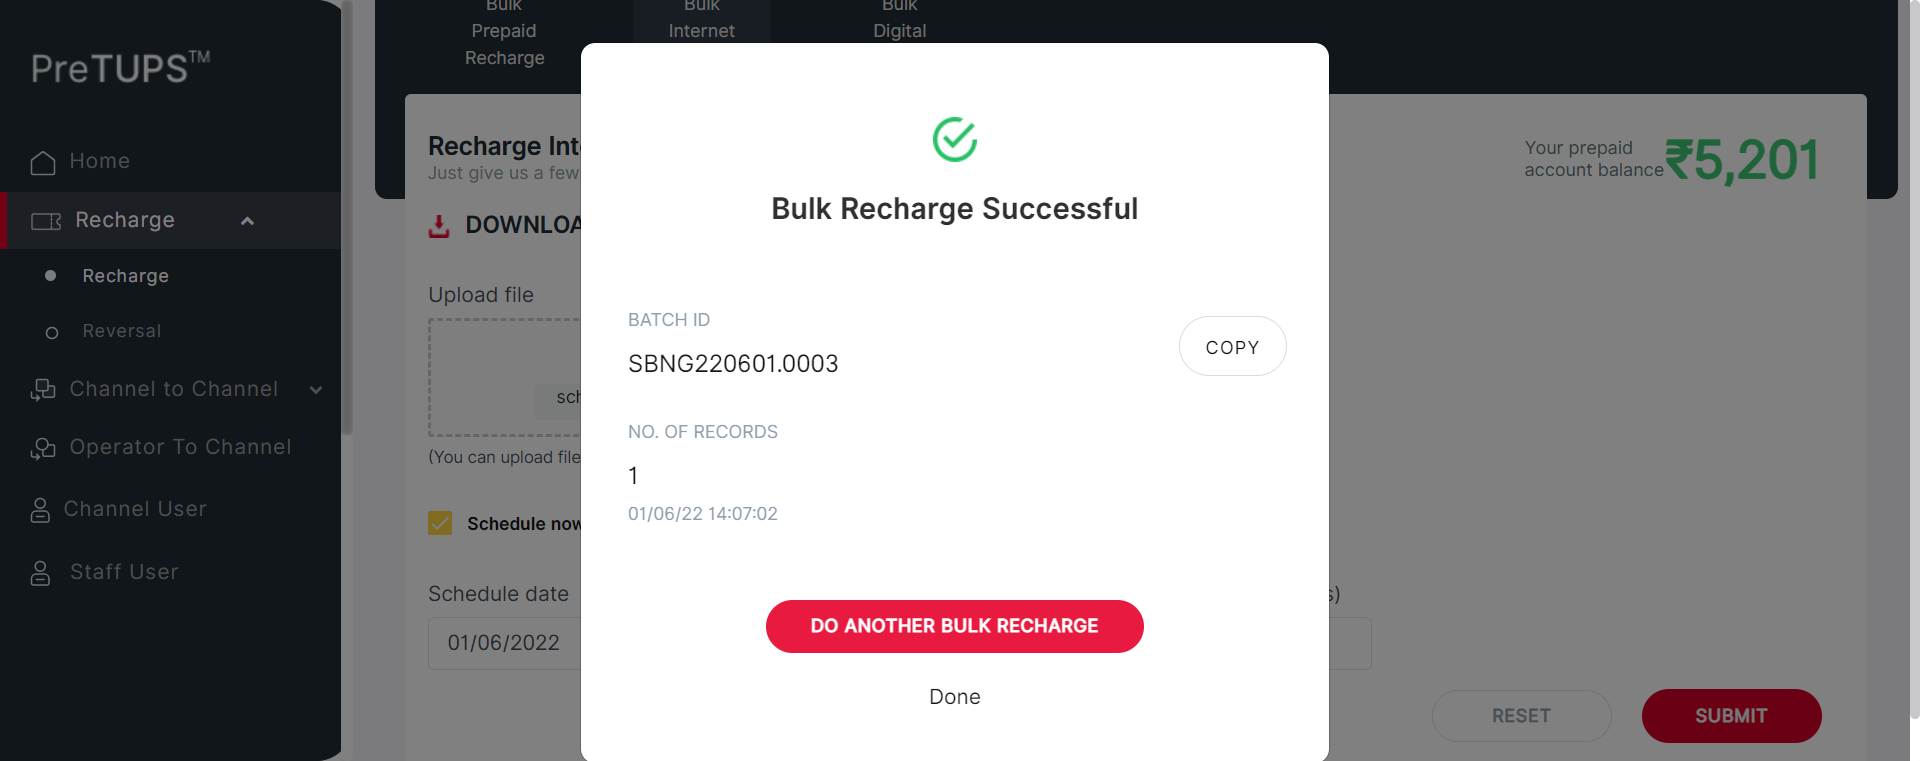 PreTUPS™
Home
Recharge
Recharge
Reversal
Channel to Channel
Operator To Channel
Channel User
Staff User
Bulk
Prepaid
Recharge
Bulk
Internet
Bulk
Digital
Recharge Int
Just give us a few
Your prepaid
account balance
₹5,201
DOWNLOA
Upload file
sch
(You can upload file
Schedule now
Schedule date
s)
01/06/2022
RESET
SUBMIT
Bulk Recharge Successful
BATCH ID
SBNG220601.0003
COPY
NO. OF RECORDS
1
01/06/22 14:07:02
DO ANOTHER BULK RECHARGE
Done